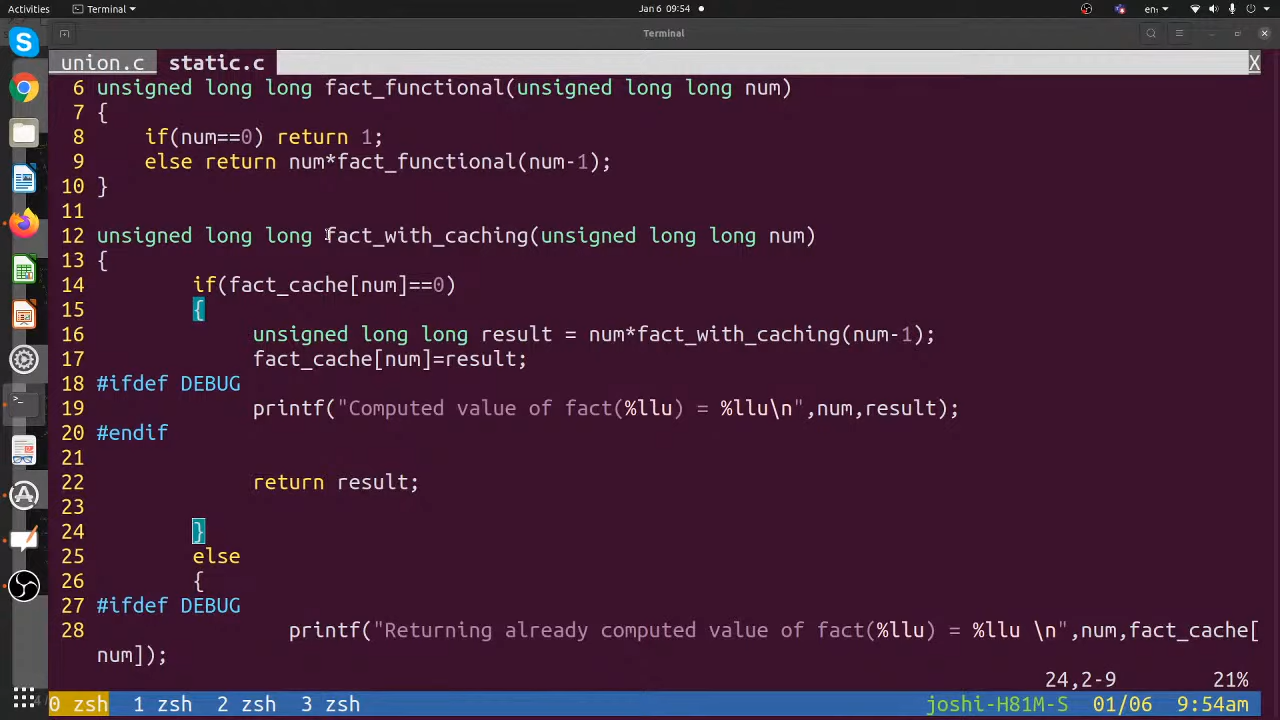 Activities Terminal Jan 6 09:54 en
Terminal
union.c static.c X
6 unsigned long long fact_functional(unsigned long long num)
7 {
8 if(num==0) return 1;
9 else return num*fact_functional(num-1);
10 }
11
12 unsigned long long fact_with_caching(unsigned long long num)
13 {
14 if(fact_cache[num]==0)
15 {
16 unsigned long long result = num*fact_with_caching(num-1);
17 fact_cache[num]=result;
18 #ifdef DEBUG
19 printf("Computed value of fact(%llu) = %llu\n",num,result);
20 #endif
21
22 return result;
23
24 }
25 else
26 {
27 #ifdef DEBUG
28 printf("Returning already computed value of fact(%llu) = %llu \n",num,fact_cache[
num]);
24,2-9 21%
0 zsh 1 zsh 2 zsh 3 zsh joshi-H81M-S 01/06 9:54am